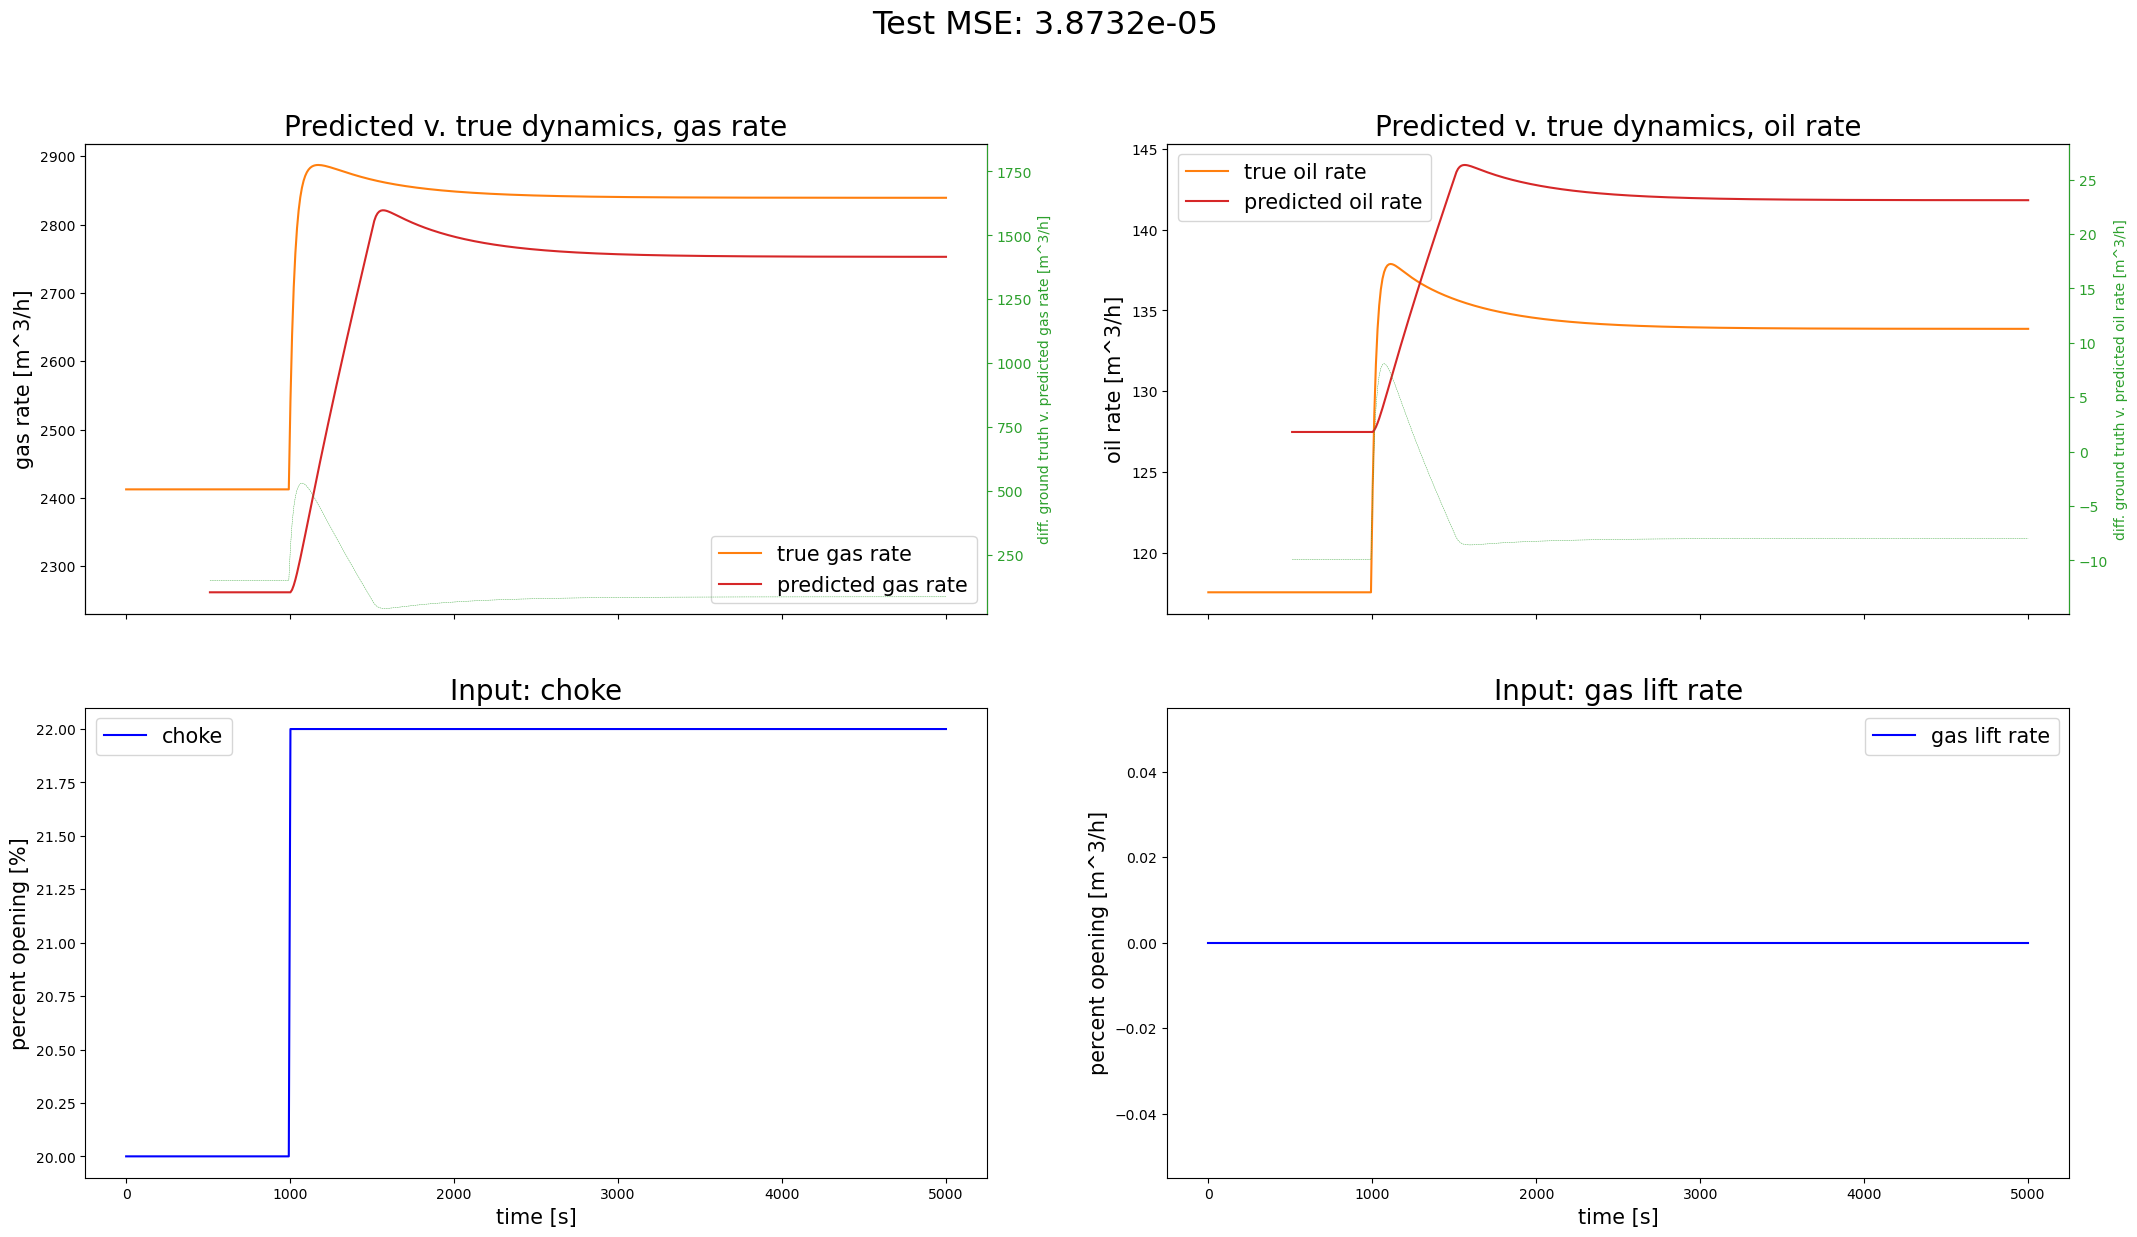 Test MSE: 3.8732e-05
Predicted v. true dynamics, gas rate
2900
2800
2700
2600
2500
2400
2300
gas rate [m^3/h]
1750
1500
1250
1000
750
500
250
diff. ground truth v. predicted gas rate [m^3/h]
true gas rate
predicted gas rate
Predicted v. true dynamics, oil rate
145
140
135
130
125
120
oil rate [m^3/h]
25
20
15
10
5
0
−5
−10
diff. ground truth v. predicted oil rate [m^3/h]
true oil rate
predicted oil rate
Input: choke
22.00
21.75
21.50
21.25
21.00
20.75
20.50
20.25
20.00
percent opening [%]
choke
0 1000 2000 3000 4000 5000
time [s]
Input: gas lift rate
0.04
0.02
0.00
−0.02
−0.04
percent opening [m^3/h]
gas lift rate
0 1000 2000 3000 4000 5000
time [s]